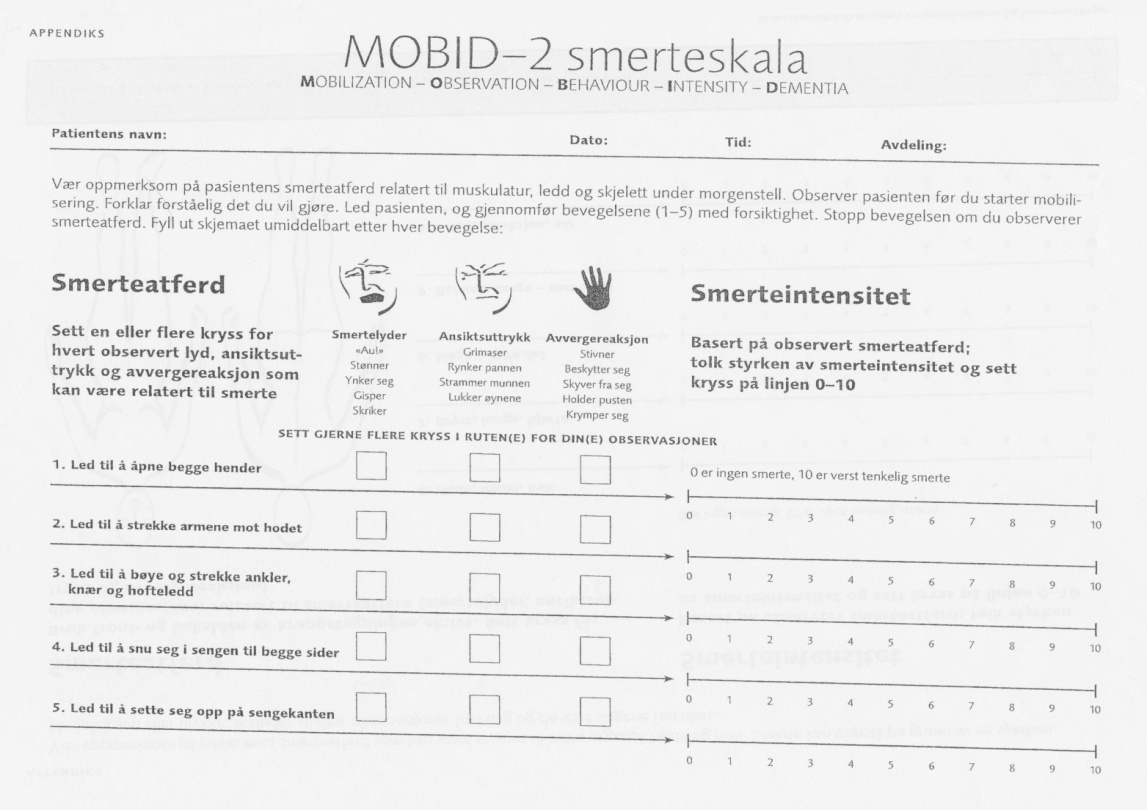 APPENDIKS
MOBID–2 smerteskala
MOBILIZATION – OBSERVATION – BEHAVIOUR – INTENSITY – DEMENTIA
Patientens navn: Dato: Tid: Avdeling:
Vær oppmerksom på pasientens smerteatferd relatert til muskulatur, ledd og skjelett under morgenstell. Observer pasienten før du starter mobili-
sering. Forklar forståelig det du vil gjøre. Led pasienten, og gjennomfør bevegelsene (1–5) med forsiktighet. Stopp bevegelsen om du observerer
smerteatferd. Fyll ut skjemaet umiddelbart etter hver bevegelse:
Smerteatferd
Sett en eller flere kryss for
hvert observert lyd, ansiktsut-
trykk og avvergereaksjon som
kan være relatert til smerte
Smertelyder
«Au!»
Stønner
Ynker seg
Gisper
Skriker
Ansiktsuttrykk
Grimaser
Rynker pannen
Strammer munnen
Lukker øynene
Avvergereaksjon
Stivner
Beskytter seg
Skyver fra seg
Holder pusten
Krymper seg
Smerteintensitet
Basert på observert smerteatferd;
tolk styrken av smerteintensitet og sett
kryss på linjen 0–10
SETT GJERNE FLERE KRYSS I RUTEN(E) FOR DIN(E) OBSERVASJONER
1. Led til å åpne begge hender
0 er ingen smerte, 10 er verst tenkelig smerte
0 1 2 3 4 5 6 7 8 9 10
2. Led til å strekke armene mot hodet
0 1 2 3 4 5 6 7 8 9 10
3. Led til å bøye og strekke ankler,
knær og hofteledd
0 1 2 3 4 5 6 7 8 9 10
4. Led til å snu seg i sengen til begge sider
0 1 2 3 4 5 6 7 8 9 10
5. Led til å sette seg opp på sengekanten
0 1 2 3 4 5 6 7 8 9 10